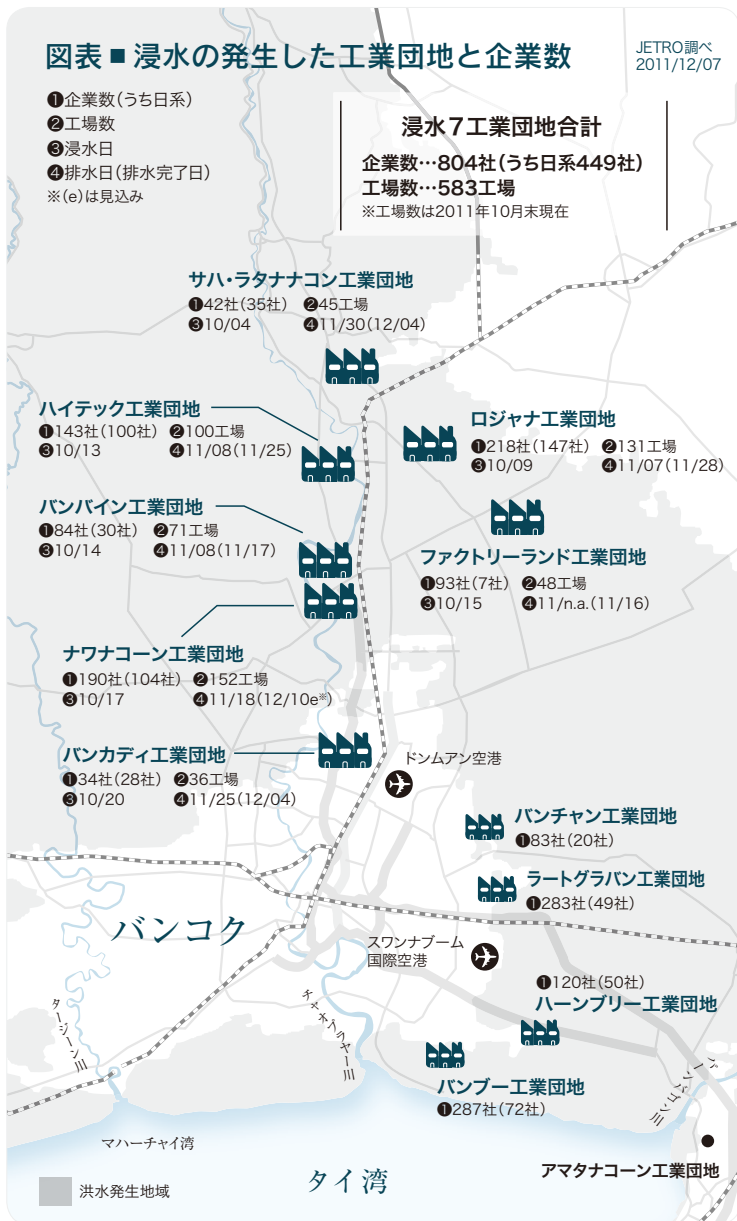 図表■浸水の発生した工業団地と企業数
JETRO調べ
2011/12/07
❶企業数(うち日系)
❷工場数
❸浸水日
❹排水日(排水完了日)
※(e)は見込み
浸水7工業団地合計
企業数…804社(うち日系449社)
工場数…583工場
※工場数は2011年10月末現在
サハ・ラタナナコン工業団地
❶42社(35社) ❷45工場
❸10/04 ❹11/30(12/04)
ハイテック工業団地
❶143社(100社) ❷100工場
❸10/13 ❹11/08(11/25)
ロジャナ工業団地
❶218社(147社) ❷131工場
❸10/09 ❹11/07(11/28)
バンパイン工業団地
❶84社(30社) ❷71工場
❸10/14 ❹11/08(11/17)
ファクトリーランド工業団地
❶93社(7社) ❷48工場
❸10/15 ❹11/n.a.(11/16)
ナワナコーン工業団地
❶190社(104社) ❷152工場
❸10/17 ❹11/18(12/10e※)
バンカディ工業団地
❶34社(28社) ❷36工場
❸10/20 ❹11/25(12/04)
ドンムアン空港
バンチャン工業団地
❶83社(20社)
ラートグラバン工業団地
❶283社(49社)
バンコク
スワンナプーム
国際空港
❶120社(50社)
ハーンブリー工業団地
タージーン川
チャオプラヤー川
バンプー工業団地
❶287社(72社)
バーンパゴン川
マハーチャイ湾
タイ湾
アマタナコーン工業団地
洪水発生地域